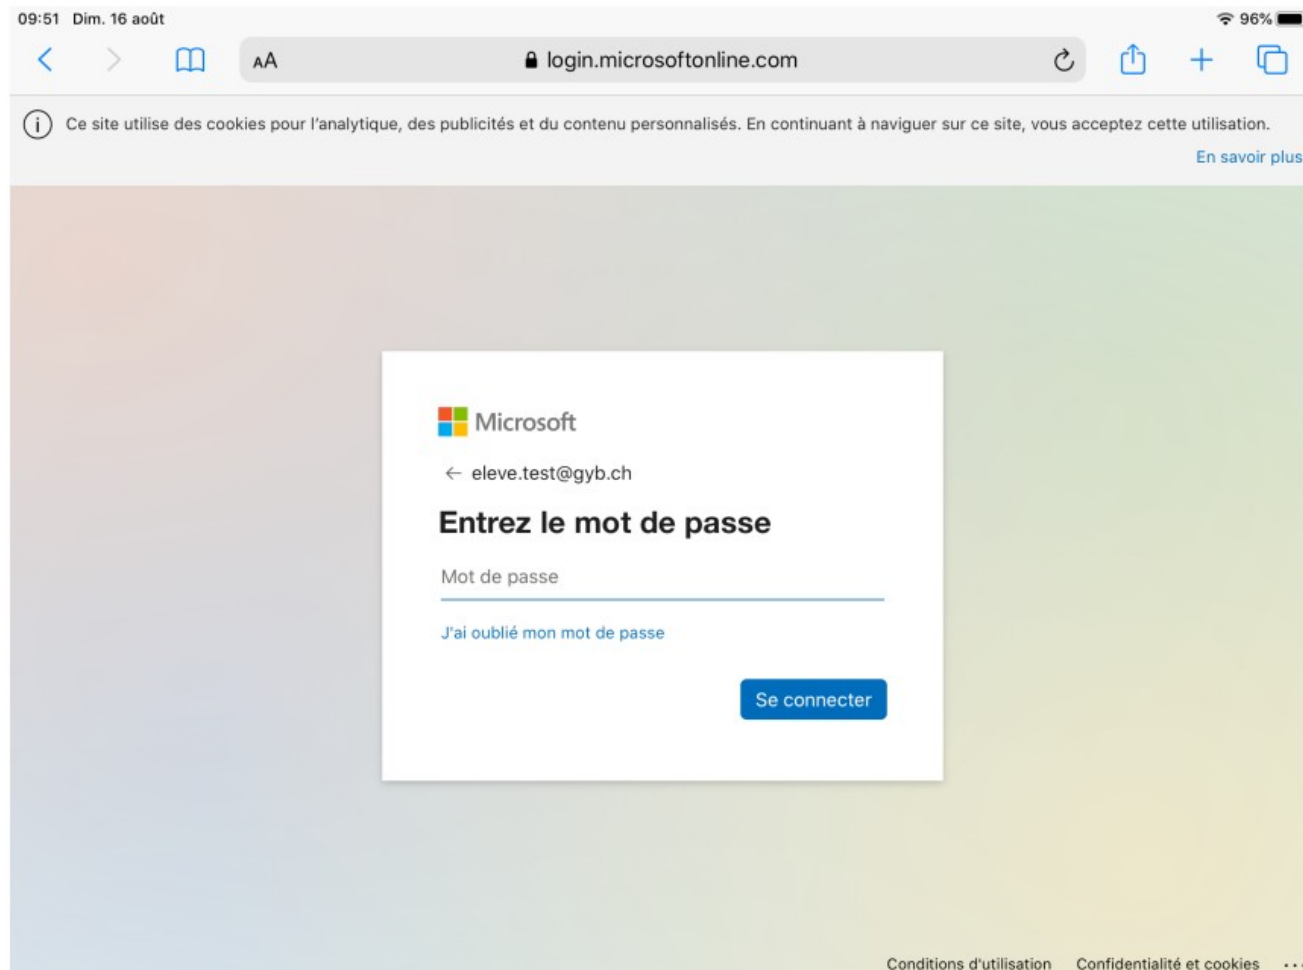 09:51 Dim. 16 août 96%
AA login.microsoftonline.com
Ce site utilise des cookies pour l'analytique, des publicités et du contenu personnalisés. En continuant à naviguer sur ce site, vous acceptez cette utilisation.
En savoir plus
Microsoft
← eleve.test@gyb.ch
Entrez le mot de passe
Mot de passe
J'ai oublié mon mot de passe
Se connecter
Conditions d'utilisation Confidentialité et cookies ...